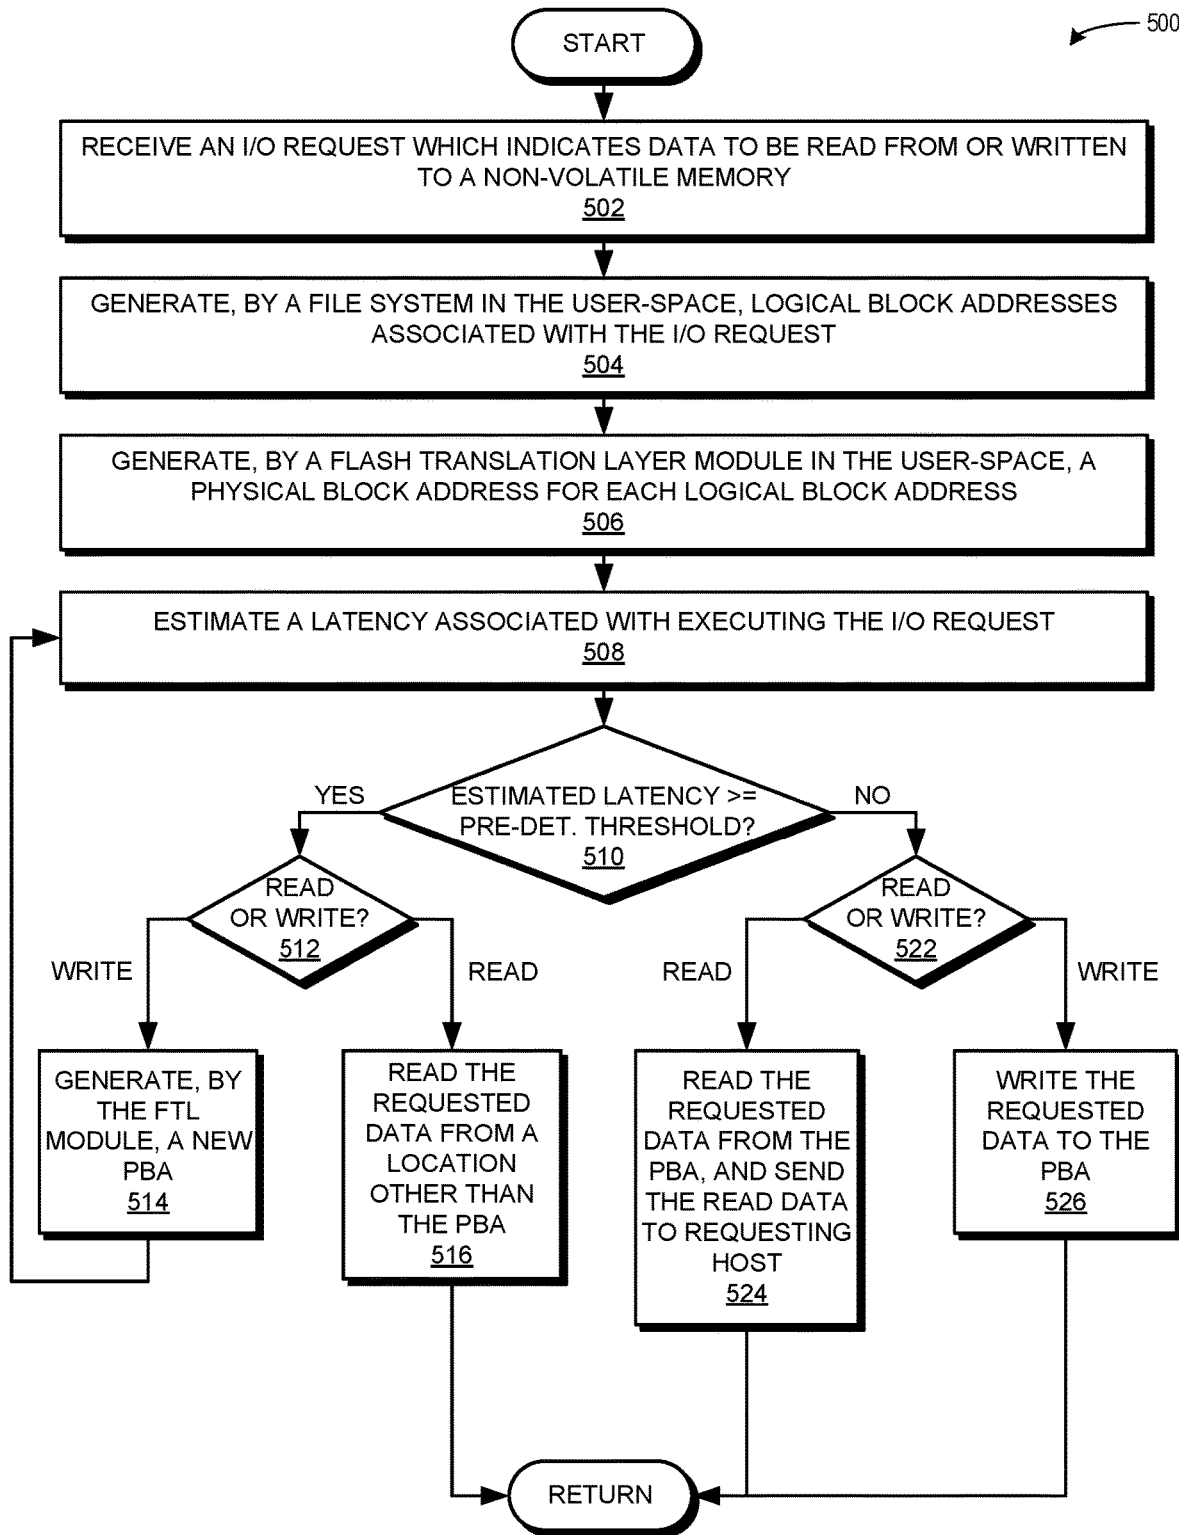 500
START
RECEIVE AN I/O REQUEST WHICH INDICATES DATA TO BE READ FROM OR WRITTEN
TO A NON-VOLATILE MEMORY
502
GENERATE, BY A FILE SYSTEM IN THE USER-SPACE, LOGICAL BLOCK ADDRESSES
ASSOCIATED WITH THE I/O REQUEST
504
GENERATE, BY A FLASH TRANSLATION LAYER MODULE IN THE USER-SPACE, A
PHYSICAL BLOCK ADDRESS FOR EACH LOGICAL BLOCK ADDRESS
506
ESTIMATE A LATENCY ASSOCIATED WITH EXECUTING THE I/O REQUEST
508
ESTIMATED LATENCY >=
PRE-DET. THRESHOLD?
510
YES
NO
READ
OR WRITE?
512
READ
OR WRITE?
522
WRITE
READ
READ
WRITE
GENERATE, BY
THE FTL
MODULE, A NEW
PBA
514
READ THE
REQUESTED
DATA FROM A
LOCATION
OTHER THAN
THE PBA
516
READ THE
REQUESTED
DATA FROM THE
PBA, AND SEND
THE READ DATA
TO REQUESTING
HOST
524
WRITE THE
REQUESTED
DATA TO THE
PBA
526
RETURN